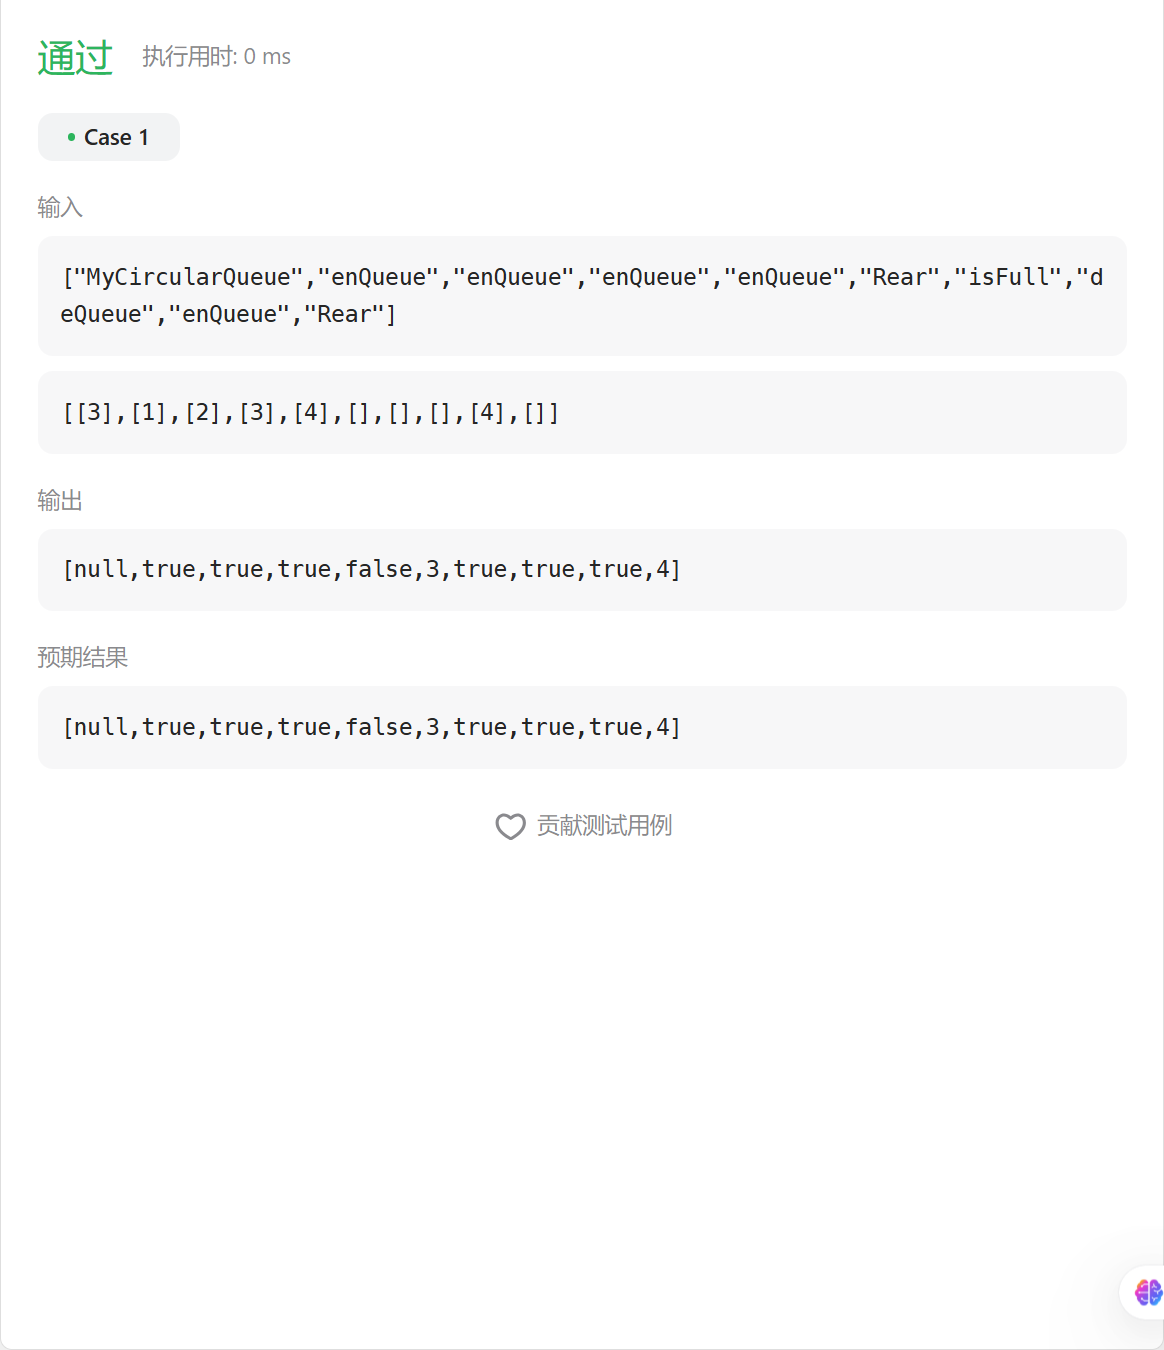 通过 执行用时: 0 ms
Case 1
输入
["MyCircularQueue","enQueue","enQueue","enQueue","enQueue","Rear","isFull","d
eQueue","enQueue","Rear"]
[[3],[1],[2],[3],[4],[],[],[],[4],[]]
输出
[null,true,true,true,false,3,true,true,true,4]
预期结果
[null,true,true,true,false,3,true,true,true,4]
贡献测试用例